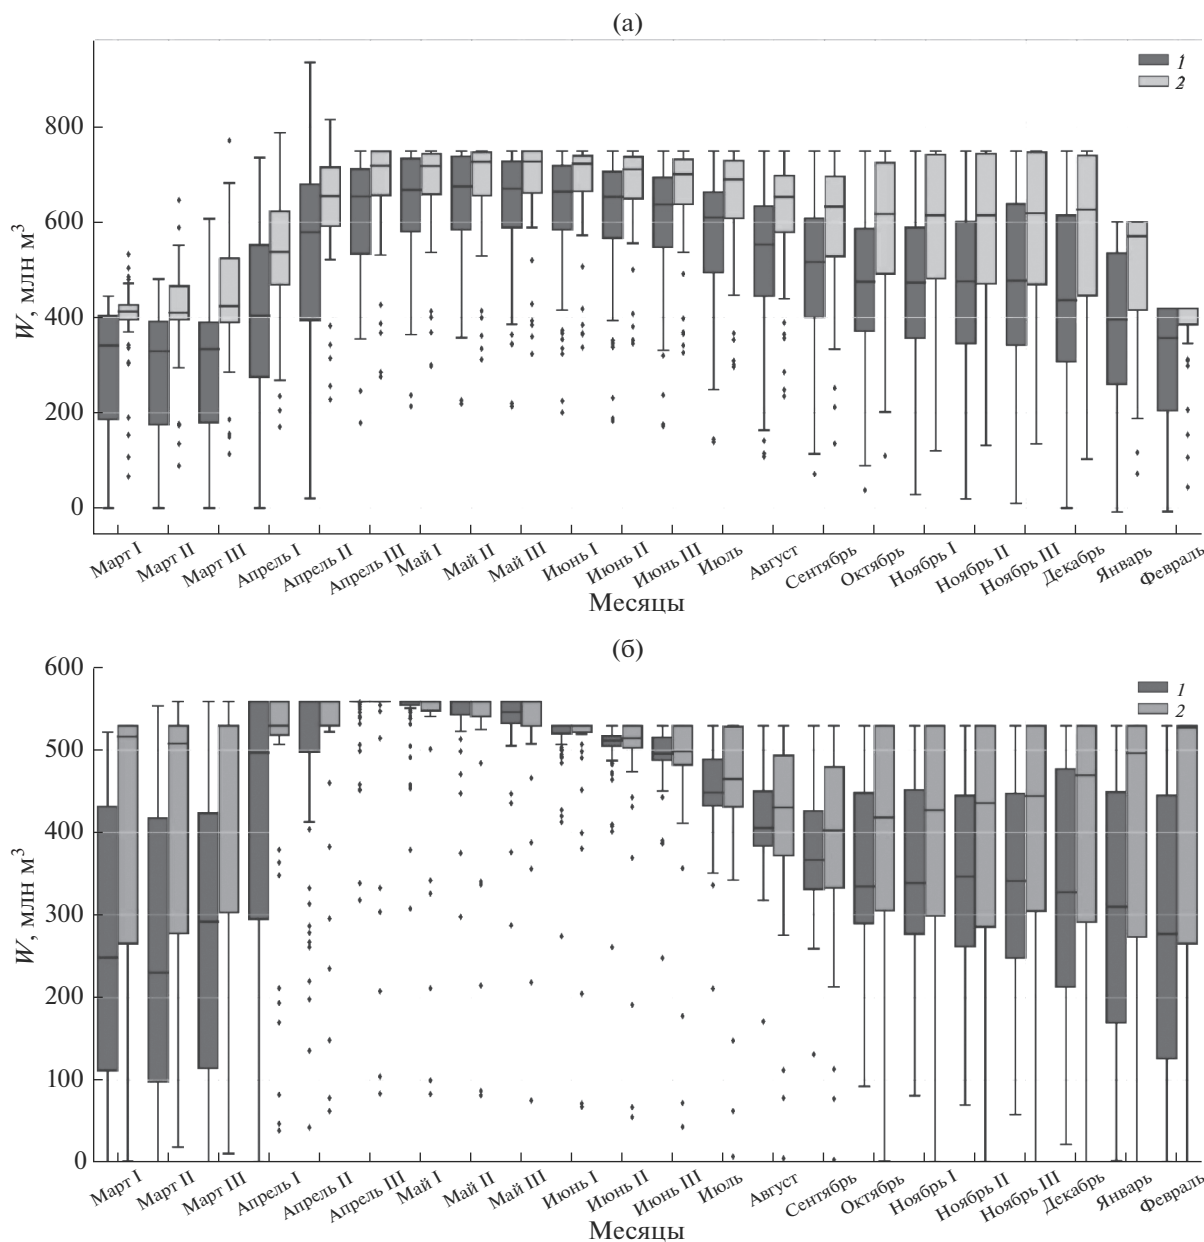 (а)
1
2
800
600
400
200
0
W, млн м³
Март I
Март II
Март III
Апрель I
Апрель II
Апрель III
Май I
Май II
Май III
Июнь I
Июнь II
Июнь III
Июль
Август
Сентябрь
Октябрь
Ноябрь I
Ноябрь II
Ноябрь III
Декабрь
Январь
Февраль
Месяцы
(б)
1
2
600
500
400
300
200
100
0
W, млн м³
Март I
Март II
Март III
Апрель I
Апрель II
Апрель III
Май I
Май II
Май III
Июнь I
Июнь II
Июнь III
Июль
Август
Сентябрь
Октябрь
Ноябрь I
Ноябрь II
Ноябрь III
Декабрь
Январь
Февраль
Месяцы